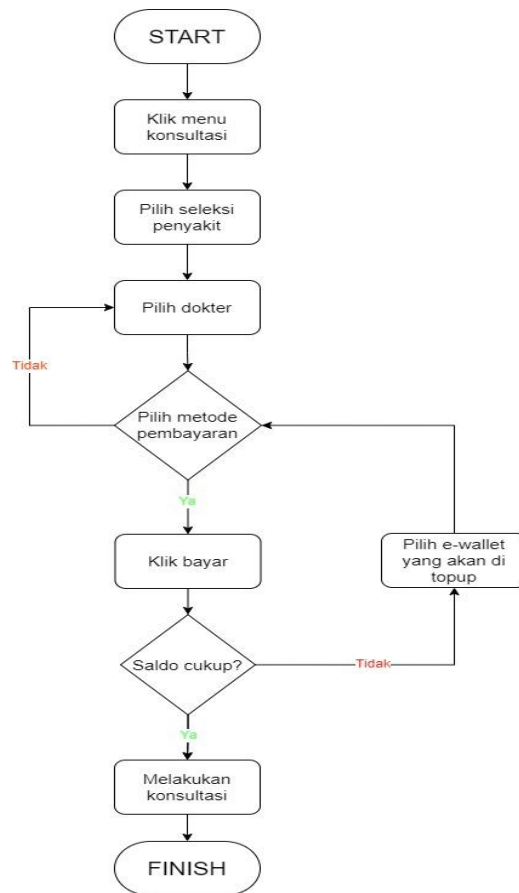 START
Klik menu
konsultasi
Pilih seleksi
penyakit
Pilih dokter
Tidak
Pilih metode
pembayaran
Ya
Klik bayar
Pilih e-wallet
yang akan di
topup
Saldo cukup?
Tidak
Ya
Melakukan
konsultasi
FINISH